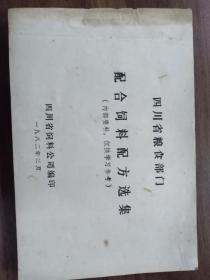 四川省粮食部门
配合饲料配方选集
（内部资料，仅供学习参考）
四川省饲料公司编印
一九八二年三月